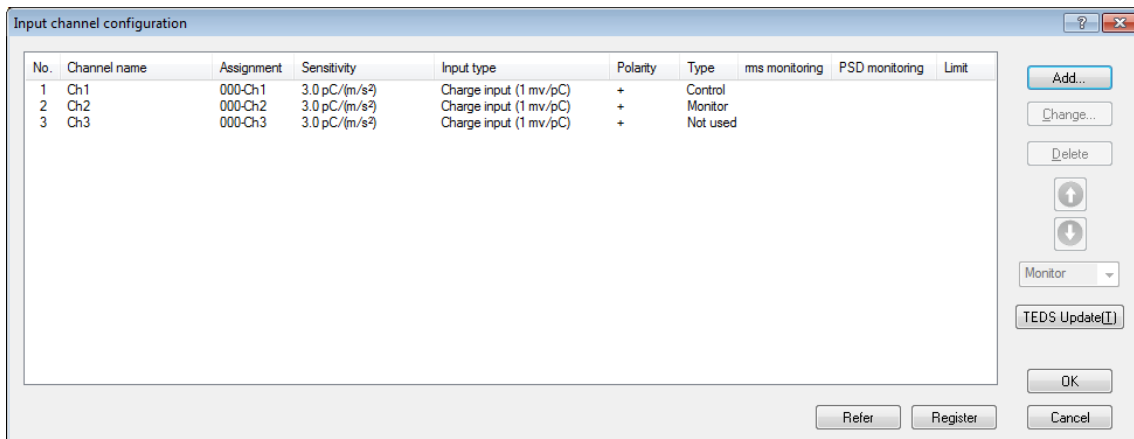 Input channel configuration
No. Channel name Assignment Sensitivity Input type Polarity Type rms monitoring PSD monitoring Limit
1 Ch1 000-Ch1 3.0 pC/(m/s²) Charge input (1 mv/pC) + Control
2 Ch2 000-Ch2 3.0 pC/(m/s²) Charge input (1 mv/pC) + Monitor
3 Ch3 000-Ch3 3.0 pC/(m/s²) Charge input (1 mv/pC) + Not used
Add...
Change...
Delete
Monitor
TEDS Update(T)
OK
Refer Register Cancel